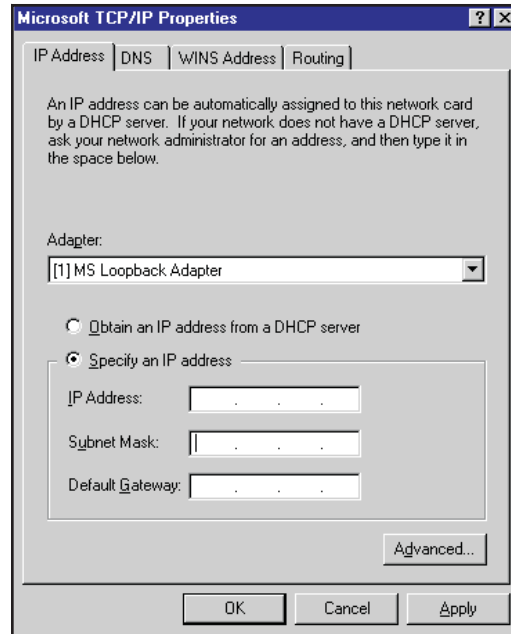 Microsoft TCP/IP Properties ? X
IP Address DNS WINS Address Routing
An IP address can be automatically assigned to this network card
by a DHCP server. If your network does not have a DHCP server,
ask your network administrator for an address, and then type it in
the space below.
Adapter:
[1] MS Loopback Adapter
Obtain an IP address from a DHCP server
Specify an IP address
IP Address: . . .
Subnet Mask: . . .
Default Gateway: . . .
Advanced...
OK Cancel Apply